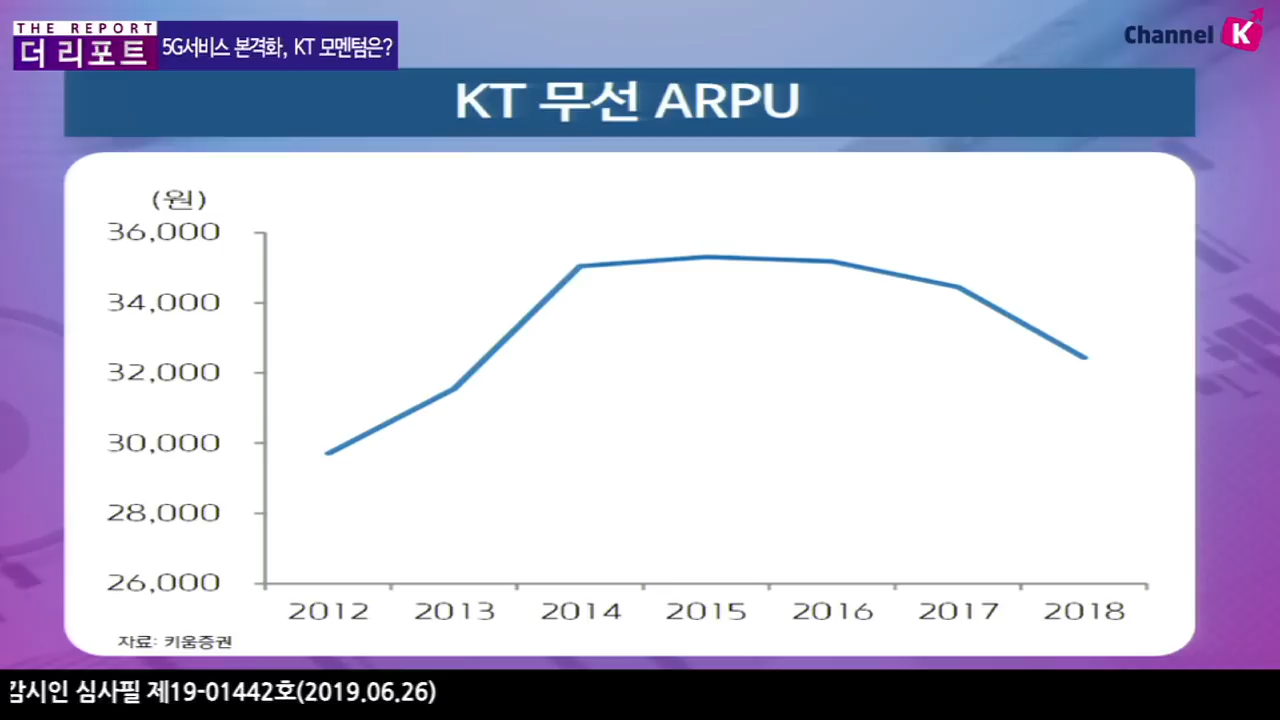 THE REPORT
더 리포트
5G서비스 본격화, KT 모멘텀은?
Channel K
KT 무선 ARPU
(원)
36,000
34,000
32,000
30,000
28,000
26,000
2012 2013 2014 2015 2016 2017 2018
자료: 키움증권
감시인 심사필 제19-01442호(2019.06.26)